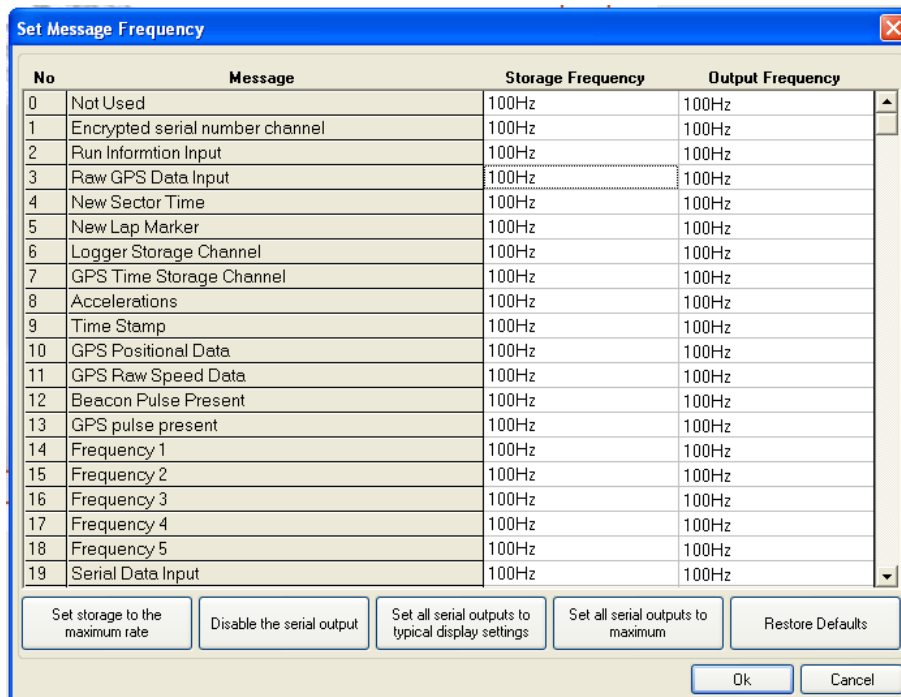 Set Message Frequency
No Message Storage Frequency Output Frequency
0 Not Used 100Hz 100Hz
1 Encrypted serial number channel 100Hz 100Hz
2 Run Informtion Input 100Hz 100Hz
3 Raw GPS Data Input 100Hz 100Hz
4 New Sector Time 100Hz 100Hz
5 New Lap Marker 100Hz 100Hz
6 Logger Storage Channel 100Hz 100Hz
7 GPS Time Storage Channel 100Hz 100Hz
8 Accelerations 100Hz 100Hz
9 Time Stamp 100Hz 100Hz
10 GPS Positional Data 100Hz 100Hz
11 GPS Raw Speed Data 100Hz 100Hz
12 Beacon Pulse Present 100Hz 100Hz
13 GPS pulse present 100Hz 100Hz
14 Frequency 1 100Hz 100Hz
15 Frequency 2 100Hz 100Hz
16 Frequency 3 100Hz 100Hz
17 Frequency 4 100Hz 100Hz
18 Frequency 5 100Hz 100Hz
19 Serial Data Input 100Hz 100Hz
Set storage to the
maximum rate
Disable the serial output
Set all serial outputs to
typical display settings
Set all serial outputs to
maximum
Restore Defaults
Ok Cancel